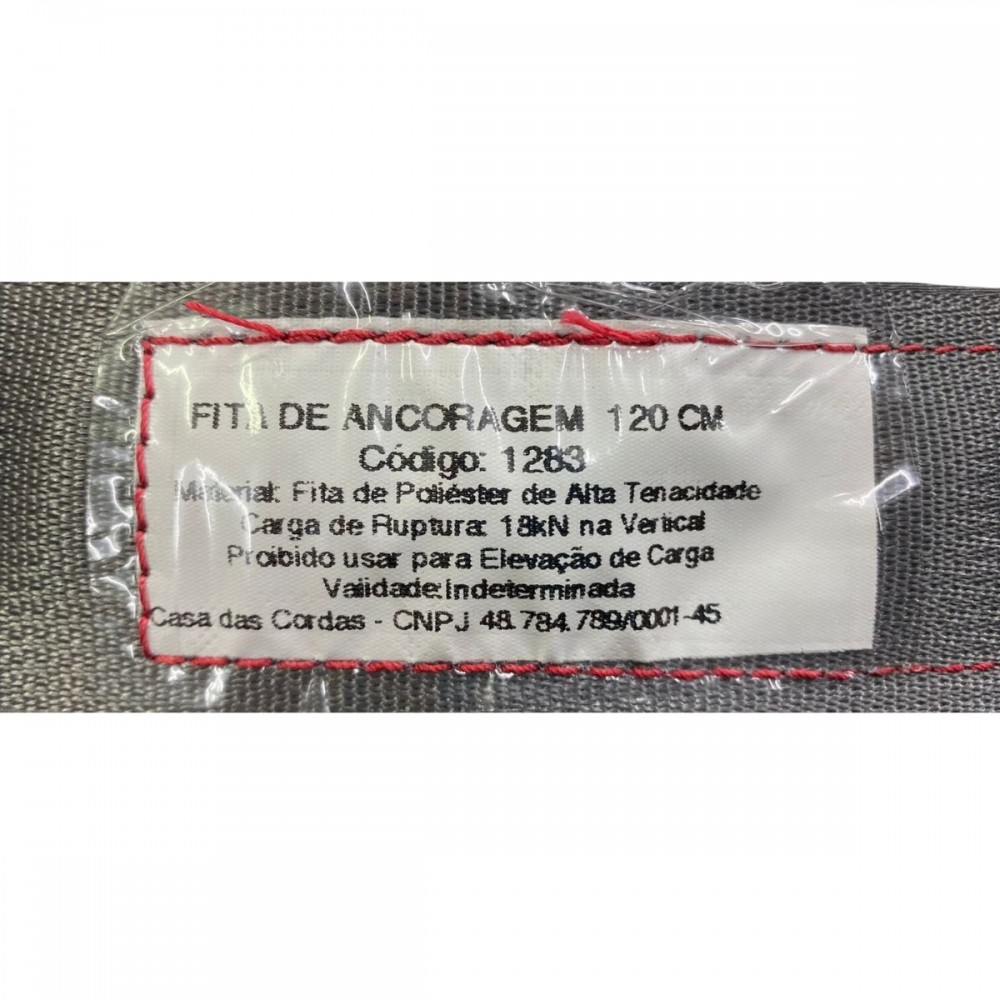 FITA DE ANCORAGEM 120 CM
Código: 1283
Material: Fita de Poliéster de Alta Tenacidade
Carga de Ruptura: 18kN na Vertical
Proibido usar para Elevação de Carga
Validade:Indeterminada
Casa das Cordas - CNPJ 48.784.789/0001-45